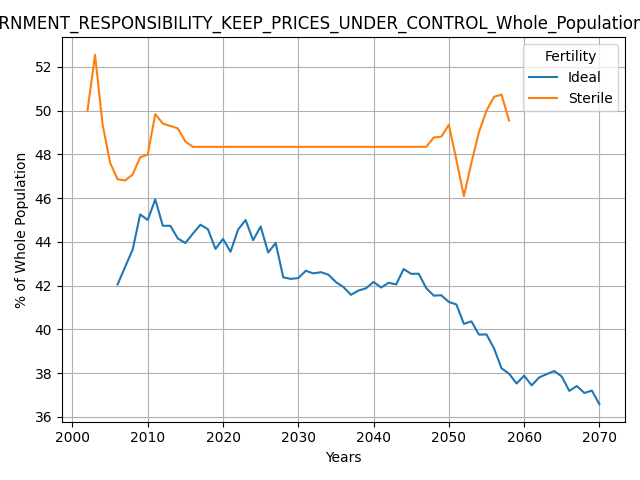 RNMENT_RESPONSIBILITY_KEEP_PRICES_UNDER_CONTROL_Whole_Population
Fertility
Ideal
Sterile
% of Whole Population
52
50
48
46
44
42
40
38
36
2000
2010
2020
2030
2040
2050
2060
2070
Years